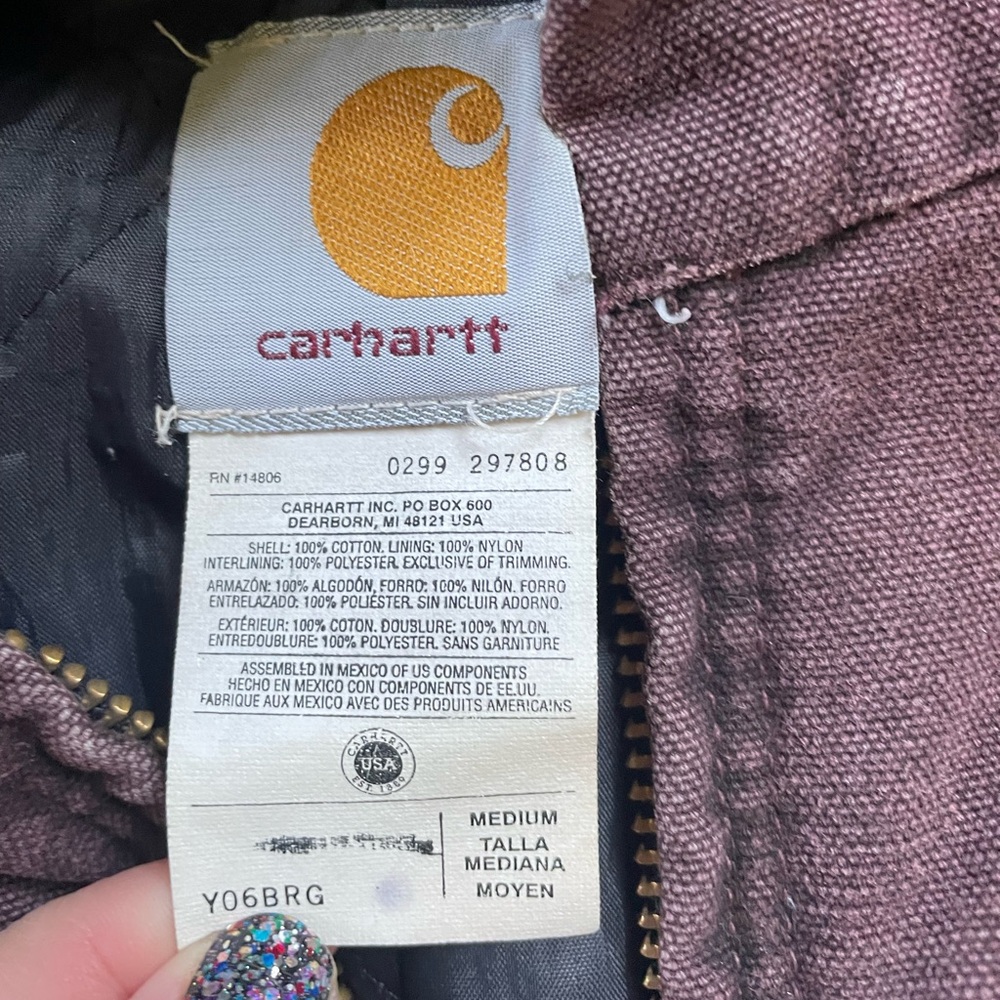 carhartt
RN #14806
0299 297808
CARHARTT INC. PO BOX 600
DEARBORN, MI 48121 USA
SHELL: 100% COTTON. LINING: 100% NYLON
INTERLINING: 100% POLYESTER. EXCLUSIVE OF TRIMMING.
ARMAZÓN: 100% ALGODÓN, FORRO: 100% NILÓN. FORRO
ENTRELAZADO: 100% POLIÉSTER. SIN INCLUIR ADORNO.
EXTÉRIEUR: 100% COTON. DOUBLURE: 100% NYLON.
ENTREDOUBLURE: 100% POLYESTER. SANS GARNITURE
ASSEMBLED IN MEXICO OF US COMPONENTS
HECHO EN MEXICO CON COMPONENTES DE EE.UU.
FABRIQUE AUX MEXICO AVEC DES PRODUITS AMERICAINS
CARHARTT
USA
EST. 1889
MEDIUM
TALLA
MEDIANA
MOYEN
Y06BRG